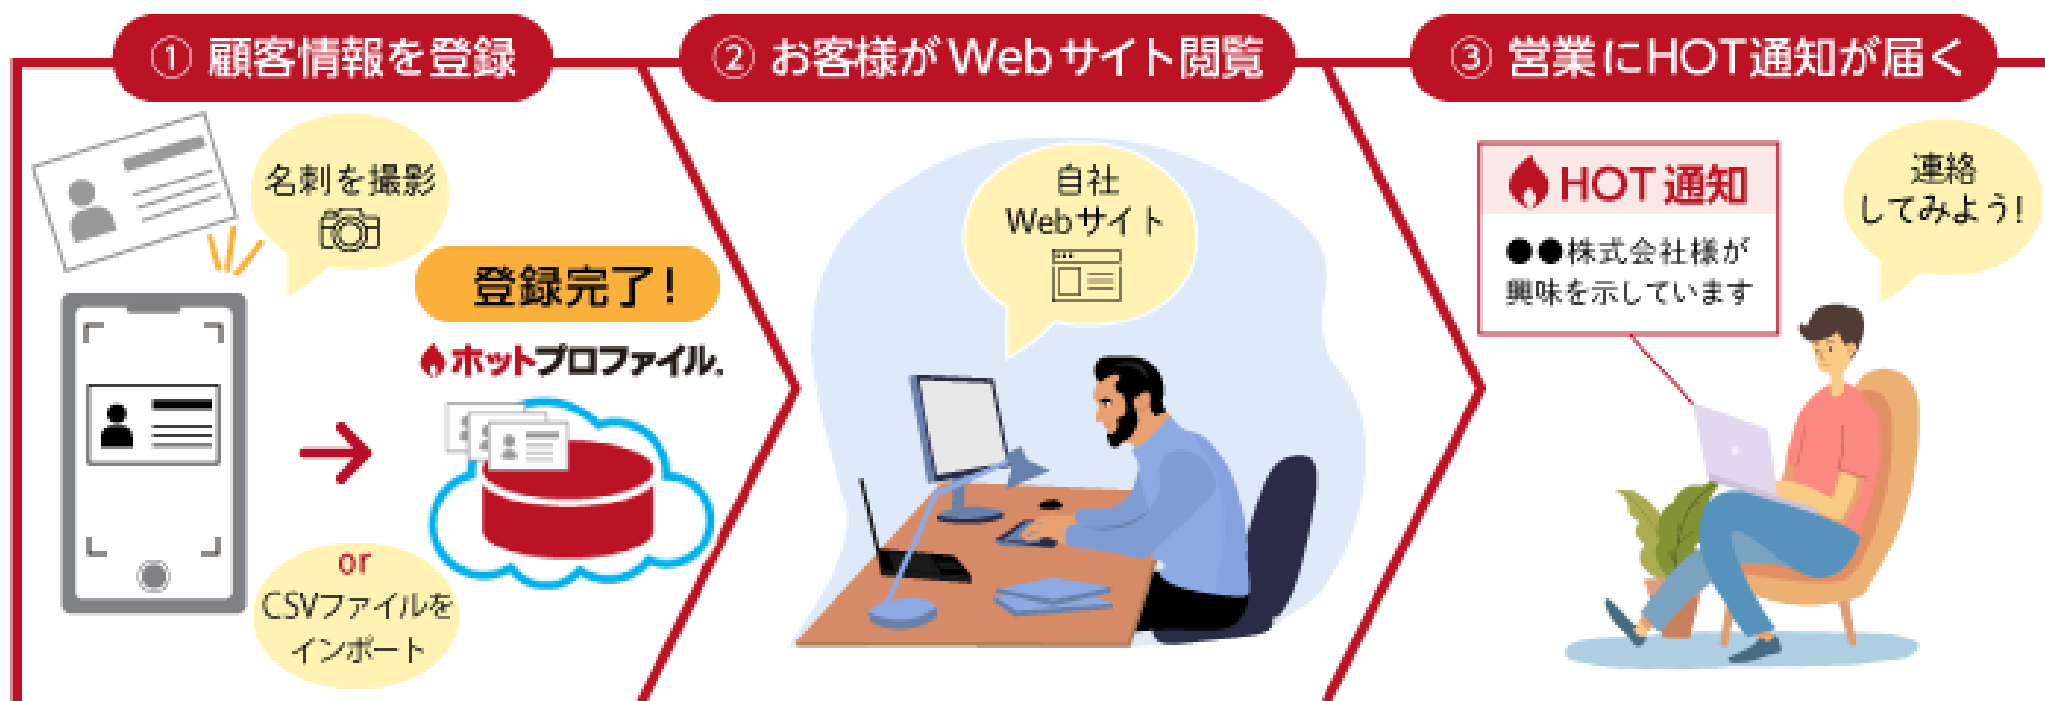 ① 顧客情報を登録
名刺を撮影
登録完了！
ホットプロファイル.
or
CSVファイルを
インポート
② お客様がWebサイト閲覧
自社
Webサイト
③ 営業にHOT通知が届く
HOT 通知
●●株式会社様が
興味を示しています
連絡
してみよう！